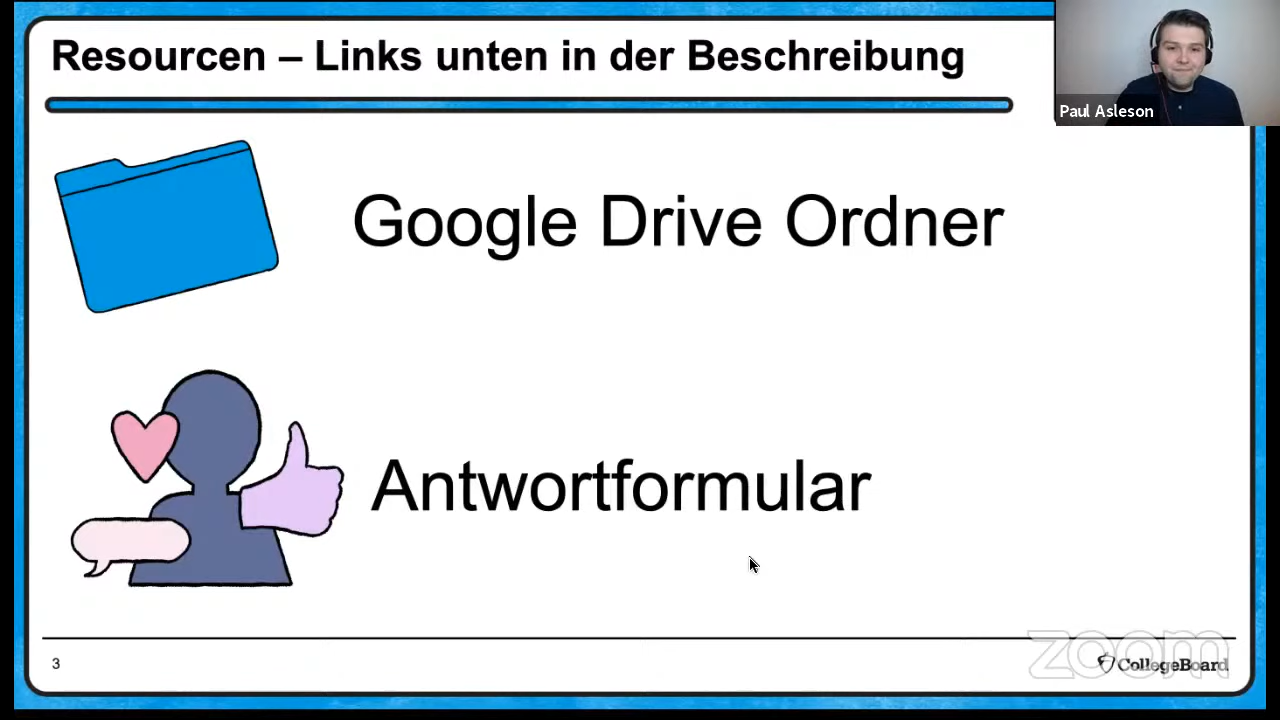 Resourcen – Links unten in der Beschreibung
Paul Asleson
Google Drive Ordner
Antwortformular
3
zoom
CollegeBoard